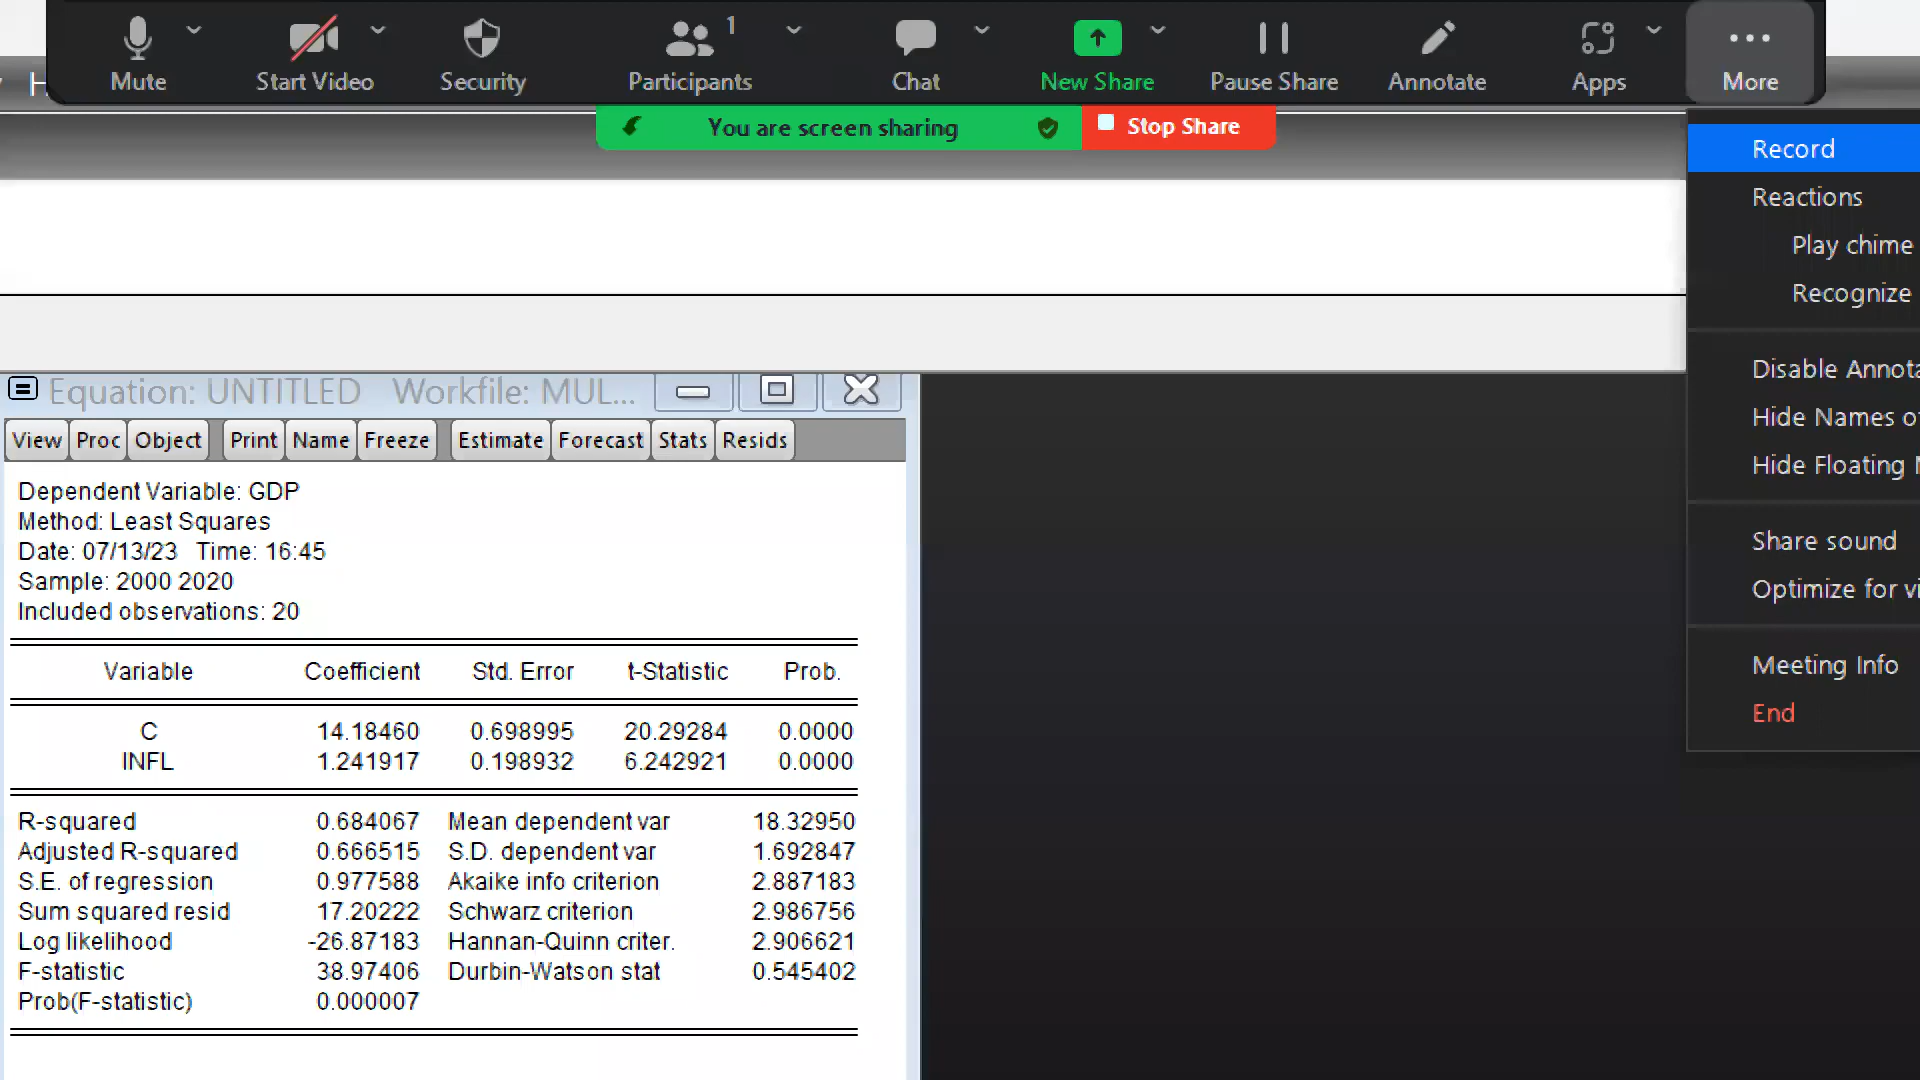 Mute
Start Video
Security
Participants
1
Chat
New Share
Pause Share
Annotate
Apps
More
You are screen sharing
Stop Share
Record
Reactions
Play chime
Recognize
Disable
Hide Names
Hide Floating
Share sound
Optimize for
Meeting Info
End
Equation: UNTITLED Workfile: MUL...
View Proc Object Print Name Freeze Estimate Forecast Stats Resids
Dependent Variable: GDP
Method: Least Squares
Date: 07/13/23 Time: 16:45
Sample: 2000 2020
Included observations: 20
Variable Coefficient Std. Error t-Statistic Prob.
C 14.18460 0.698995 20.29284 0.0000
INFL 1.241917 0.198932 6.242921 0.0000
R-squared 0.684067 Mean dependent var 18.32950
Adjusted R-squared 0.666515 S.D. dependent var 1.692847
S.E. of regression 0.977588 Akaike info criterion 2.887183
Sum squared resid 17.20222 Schwarz criterion 2.986756
Log likelihood -26.87183 Hannan-Quinn criter. 2.906621
F-statistic 38.97406 Durbin-Watson stat 0.545402
Prob(F-statistic) 0.000007